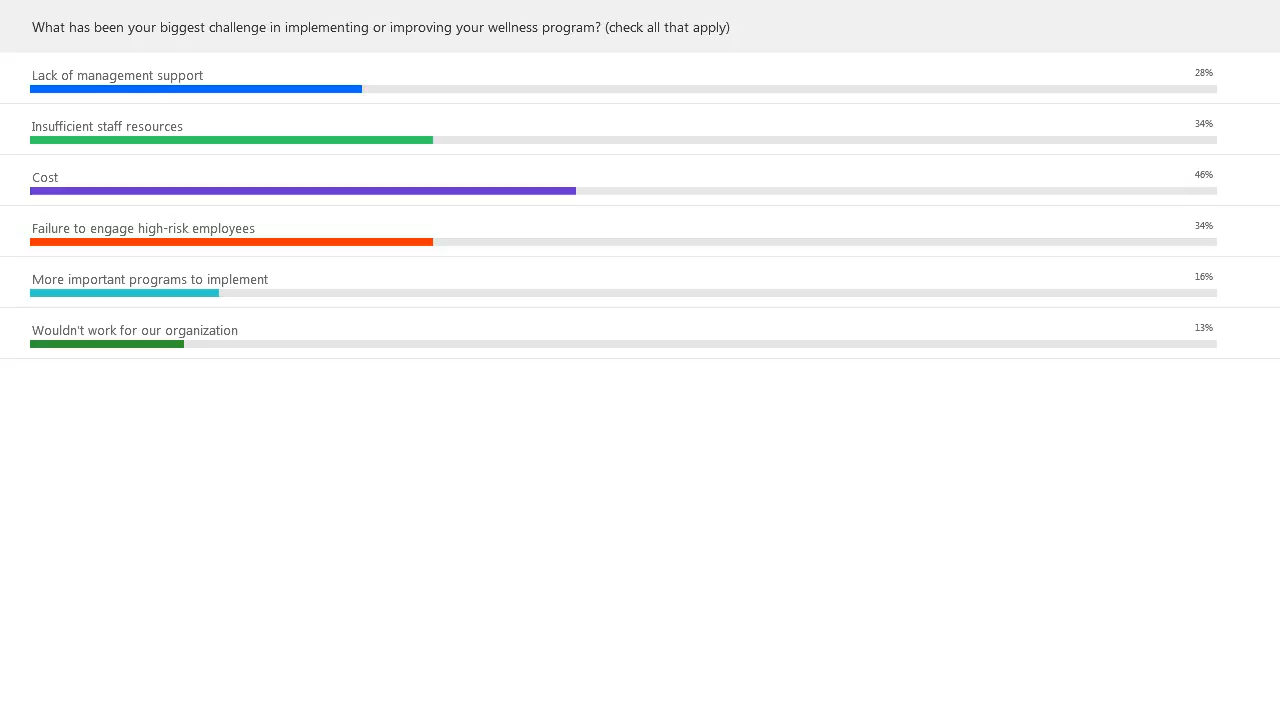 What has been your biggest challenge in implementing or improving your wellness program? (check all that apply)
Lack of management support 28%
Insufficient staff resources 34%
Cost 46%
Failure to engage high-risk employees 34%
More important programs to implement 16%
Wouldn't work for our organization 13%